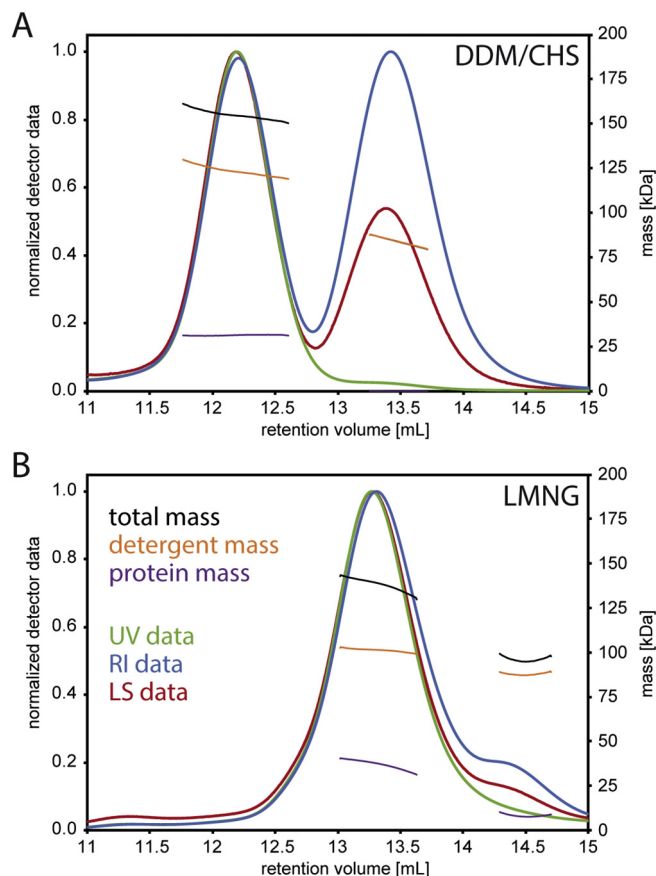 A
DDM/CHS
normalized detector data
1.0
0.8
0.6
0.4
0.2
0.0
mass [kDa]
200
175
150
125
100
75
50
25
0
11 11.5 12 12.5 13 13.5 14 14.5 15
retention volume [mL]
B
LMNG
total mass
detergent mass
protein mass
UV data
RI data
LS data
normalized detector data
1.0
0.8
0.6
0.4
0.2
0.0
mass [kDa]
200
175
150
125
100
75
50
25
0
11 11.5 12 12.5 13 13.5 14 14.5 15
retention volume [mL]